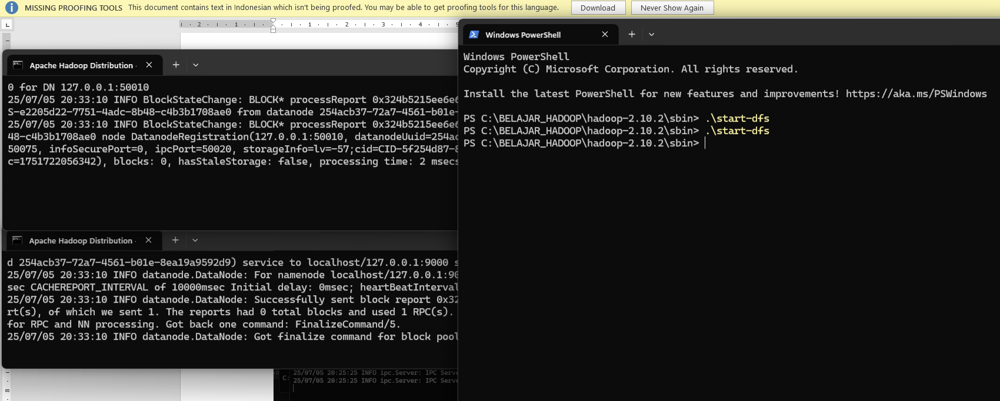 MISSING PROOFING TOOLS This document contains text in Indonesian which isn't being proofed. You may be able to get proofing tools for this language. Download Never Show Again
2 1 1 2 3 4 5
Apache Hadoop Distribution
0 for DN 127.0.0.1:50010
25/07/05 20:33:10 INFO BlockStateChange: BLOCK* processReport 0x324b5215ee6e6
S-e2205d22-7751-4adc-8b48-c4b3b1708ae0 from datanode 254acb37-72a7-4561-b01e-
25/07/05 20:33:10 INFO BlockStateChange: BLOCK* processReport 0x324b5215ee6e6
48-c4b3b1708ae0 node DatanodeRegistration(127.0.0.1:50010, datanodeUuid=254ac
50075, infoSecurePort=0, ipcPort=50020, storageInfo=lv=-57;cid=CID-5f254d87-8
c=1751722056342), blocks: 0, hasStaleStorage: false, processing time: 2 msecs
Apache Hadoop Distribution
d 254acb37-72a7-4561-b01e-8ea19a9592d9) service to localhost/127.0.0.1:9000 s
25/07/05 20:33:10 INFO datanode.DataNode: For namenode localhost/127.0.0.1:90
sec CACHEREPORT_INTERVAL of 10000msec Initial delay: 0msec; heartBeatInterval
25/07/05 20:33:10 INFO datanode.DataNode: Successfully sent block report 0x32
rt(s), of which we sent 1. The reports had 0 total blocks and used 1 RPC(s).
for RPC and NN processing. Got back one command: FinalizeCommand/5.
25/07/05 20:33:10 INFO datanode.DataNode: Got finalize command for block pool
25/07/05 20:25:25 INFO ipc.Server: IPC Serve
C: 25/07/05 20:25:25 INFO ipc.Server: IPC Serve
8
Windows PowerShell
Windows PowerShell
Copyright (C) Microsoft Corporation. All rights reserved.
Install the latest PowerShell for new features and improvements! https://aka.ms/PSWindows
PS C:\BELAJAR_HADOOP\hadoop-2.10.2\sbin> .\start-dfs
PS C:\BELAJAR_HADOOP\hadoop-2.10.2\sbin> .\start-dfs
PS C:\BELAJAR_HADOOP\hadoop-2.10.2\sbin>